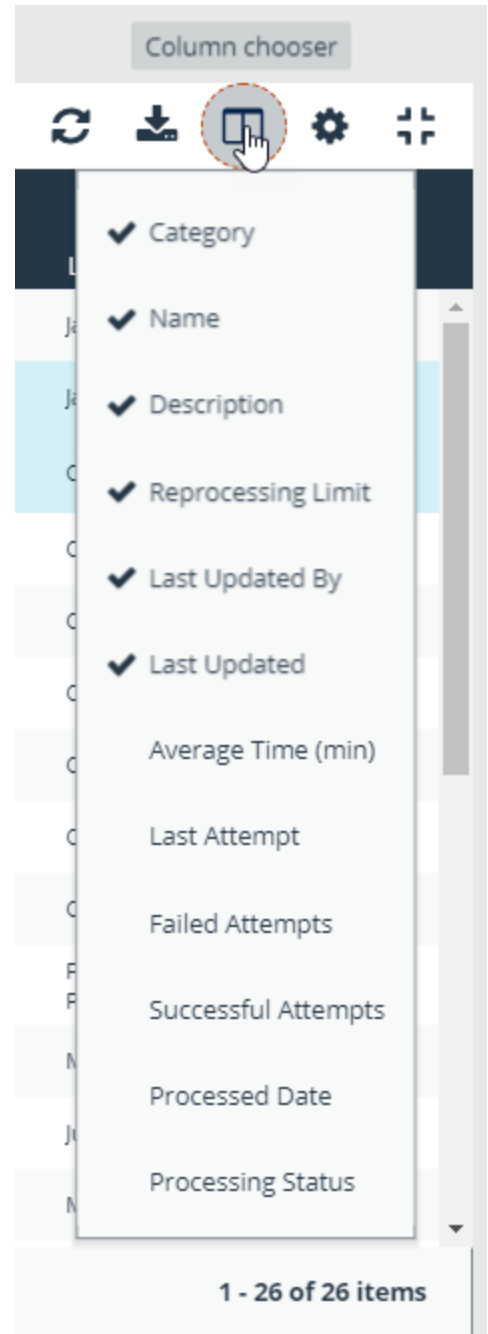 Column chooser
Category
Name
Description
Reprocessing Limit
Last Updated By
Last Updated
Average Time (min)
Last Attempt
Failed Attempts
Successful Attempts
Processed Date
Processing Status
1 - 26 of 26 items